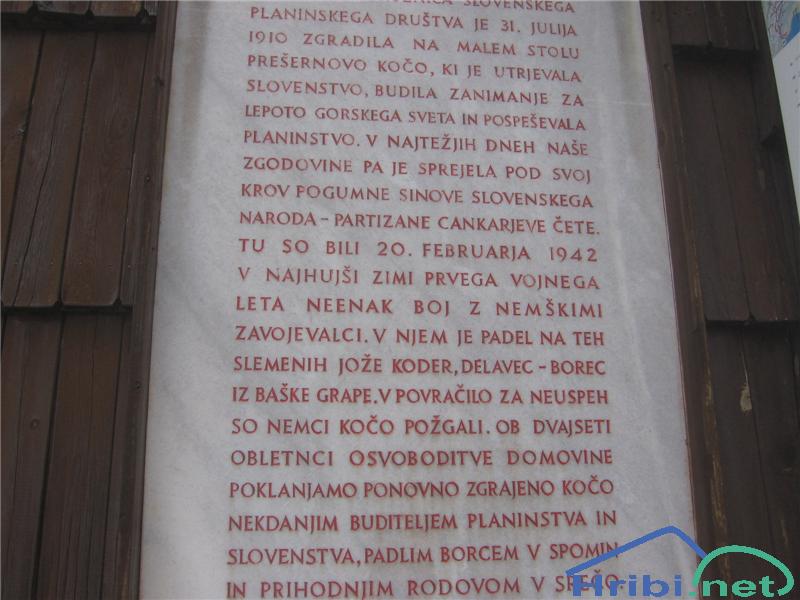 SLOVENSKEGA
PLANINSKEGA DRUŠTVA JE 31. JULIJA
1910 ZGRADILA NA MALEM STOLU
PREŠERNOVO KOČO, KI JE UTRJEVALA
SLOVENSTVO, BUDILA ZANIMANJE ZA
LEPOTO GORSKEGA SVETA IN POSPEŠEVALA
PLANINSTVO. V NAJTEŽJIH DNEH NAŠE
ZGODOVINE PA JE SPREJELA POD SVOJ
KROV POGUMNE SINOVE SLOVENSKEGA
NARODA – PARTIZANE CANKARJEVE ČETE.
TU SO BILI 20. FEBRUARJA 1942
V NAJHUJŠI ZIMI PRVEGA VOJNEGA
LETA NEENAK BOJ Z NEMŠKIMI
ZAVOJEVALCI. V NJEM JE PADEL NA TEH
SLEMENIH JOŽE KODER, DELAVEC – BOREC
IZ BAŠKE GRAPE. V POVRAČILO ZA NEUSPEH
SO NEMCI KOČO POŽGALI. OB DVAJSETI
OBLETNCI OSVOBODITVE DOMOVINE
POKLANJAMO PONOVNO ZGRAJENO KOČO
NEKDANJIM BUDITELJEM PLANINSTVA IN
SLOVENSTVA, PADLIM BORCEM V SPOMIN
IN PRIHODNJIM RODOVOM V SREČO.
Hribi.net